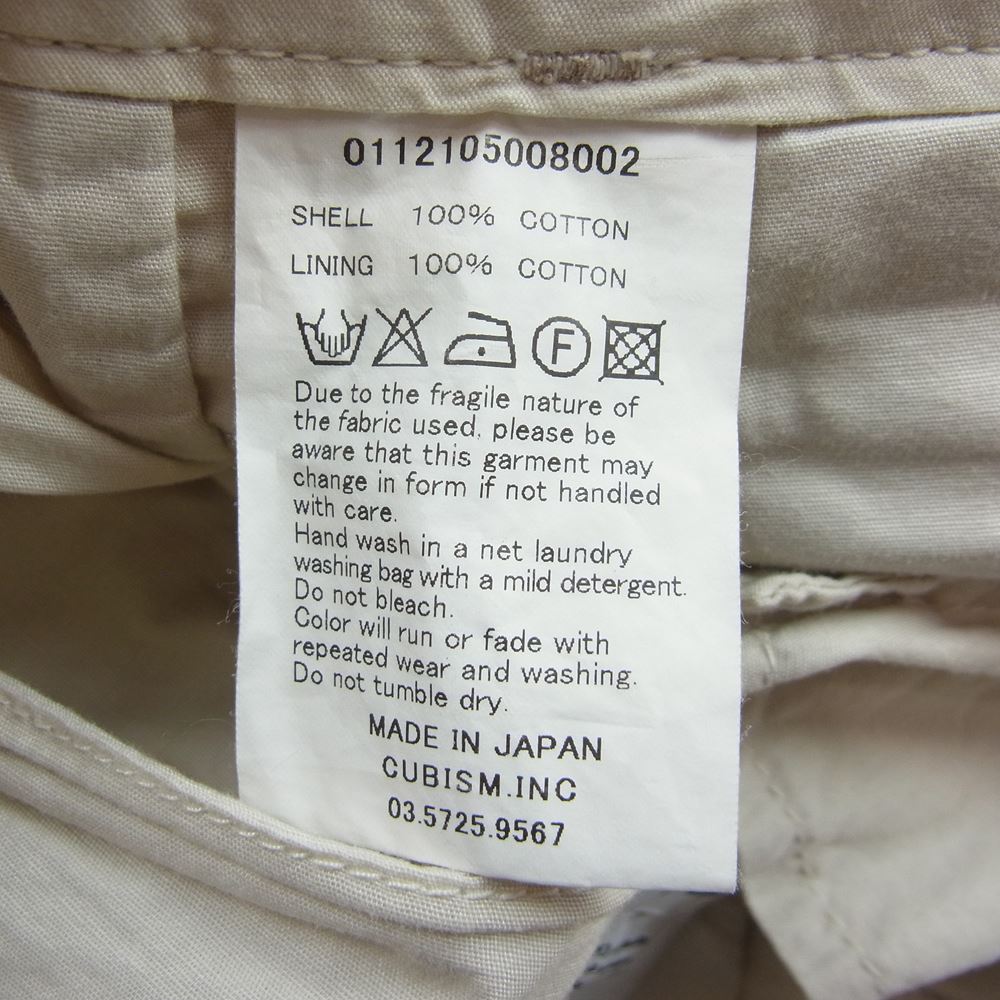 0112105008002
SHELL 100% COTTON
LINING 100% COTTON
F
Due to the fragile nature of
the fabric used, please be
aware that this garment may
change in form if not handled
with care.
Hand wash in a net laundry
washing bag with a mild detergent.
Do not bleach.
Color will run or fade with
repeated wear and washing.
Do not tumble dry.
MADE IN JAPAN
CUBISM.INC
03.5725.9567